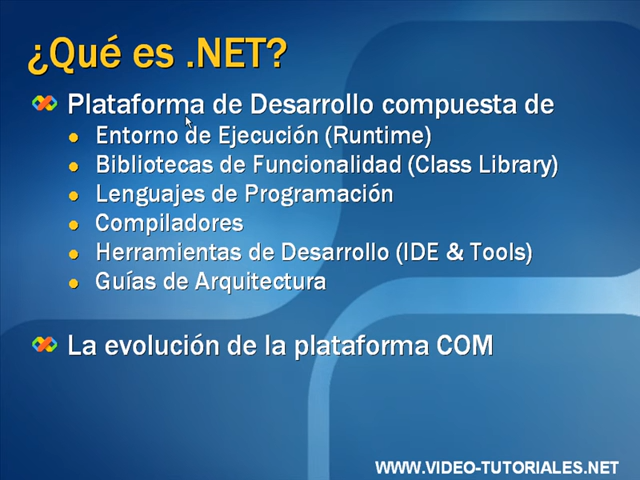 ¿Qué es .NET?
Plataforma de Desarrollo compuesta de
Entorno de Ejecución (Runtime)
Bibliotecas de Funcionalidad (Class Library)
Lenguajes de Programación
Compiladores
Herramientas de Desarrollo (IDE & Tools)
Guías de Arquitectura
La evolución de la plataforma COM
WWW.VIDEO-TUTORIALES.NET